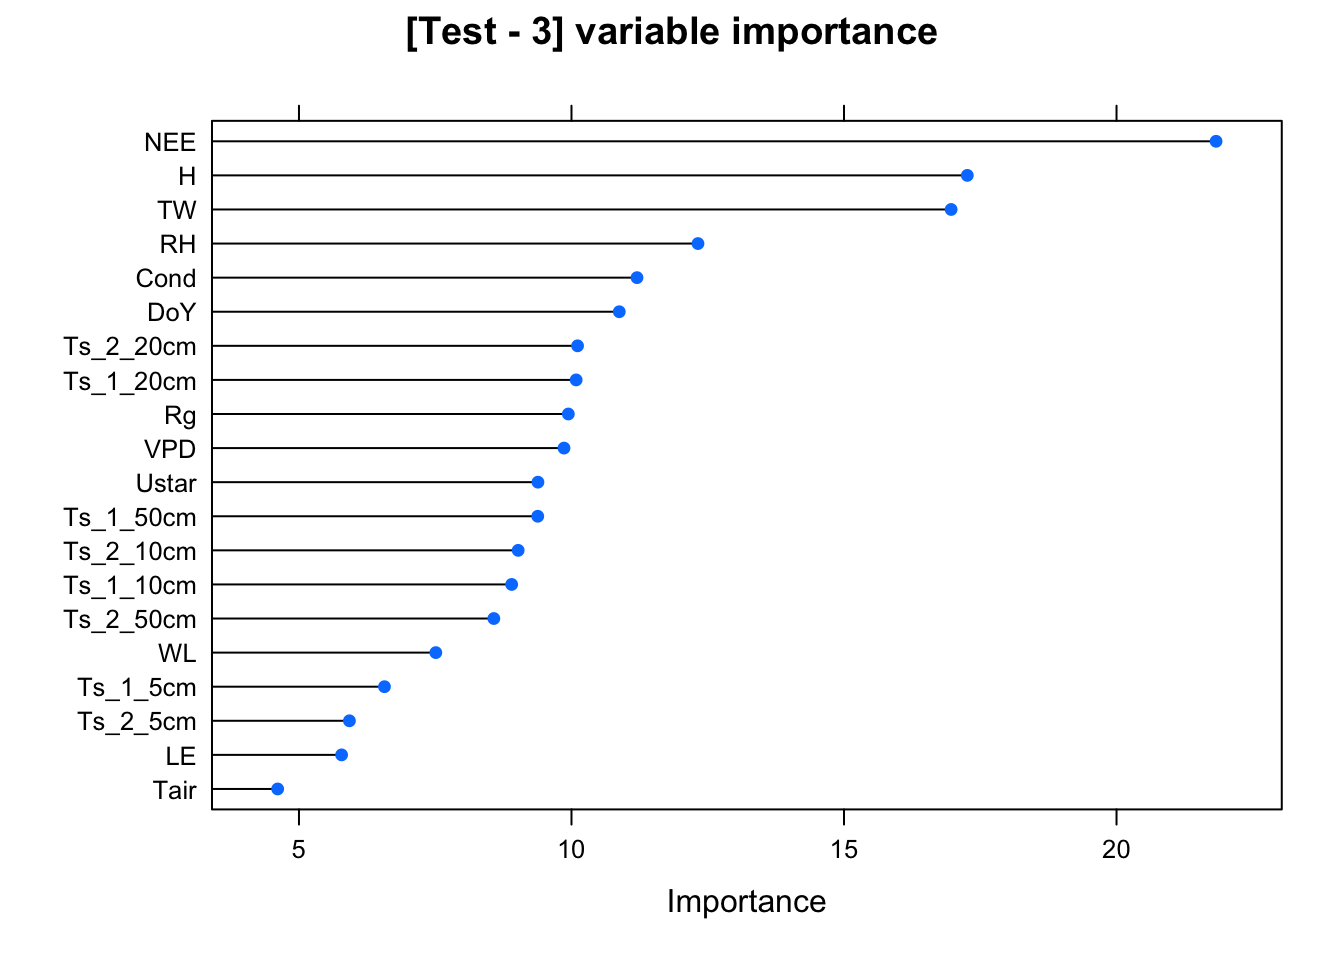 [Test - 3] variable importance
NEE
H
TW
RH
Cond
DoY
Ts_2_20cm
Ts_1_20cm
Rg
VPD
Ustar
Ts_1_50cm
Ts_2_10cm
Ts_1_10cm
Ts_2_50cm
WL
Ts_1_5cm
Ts_2_5cm
LE
Tair
5 10 15 20
Importance